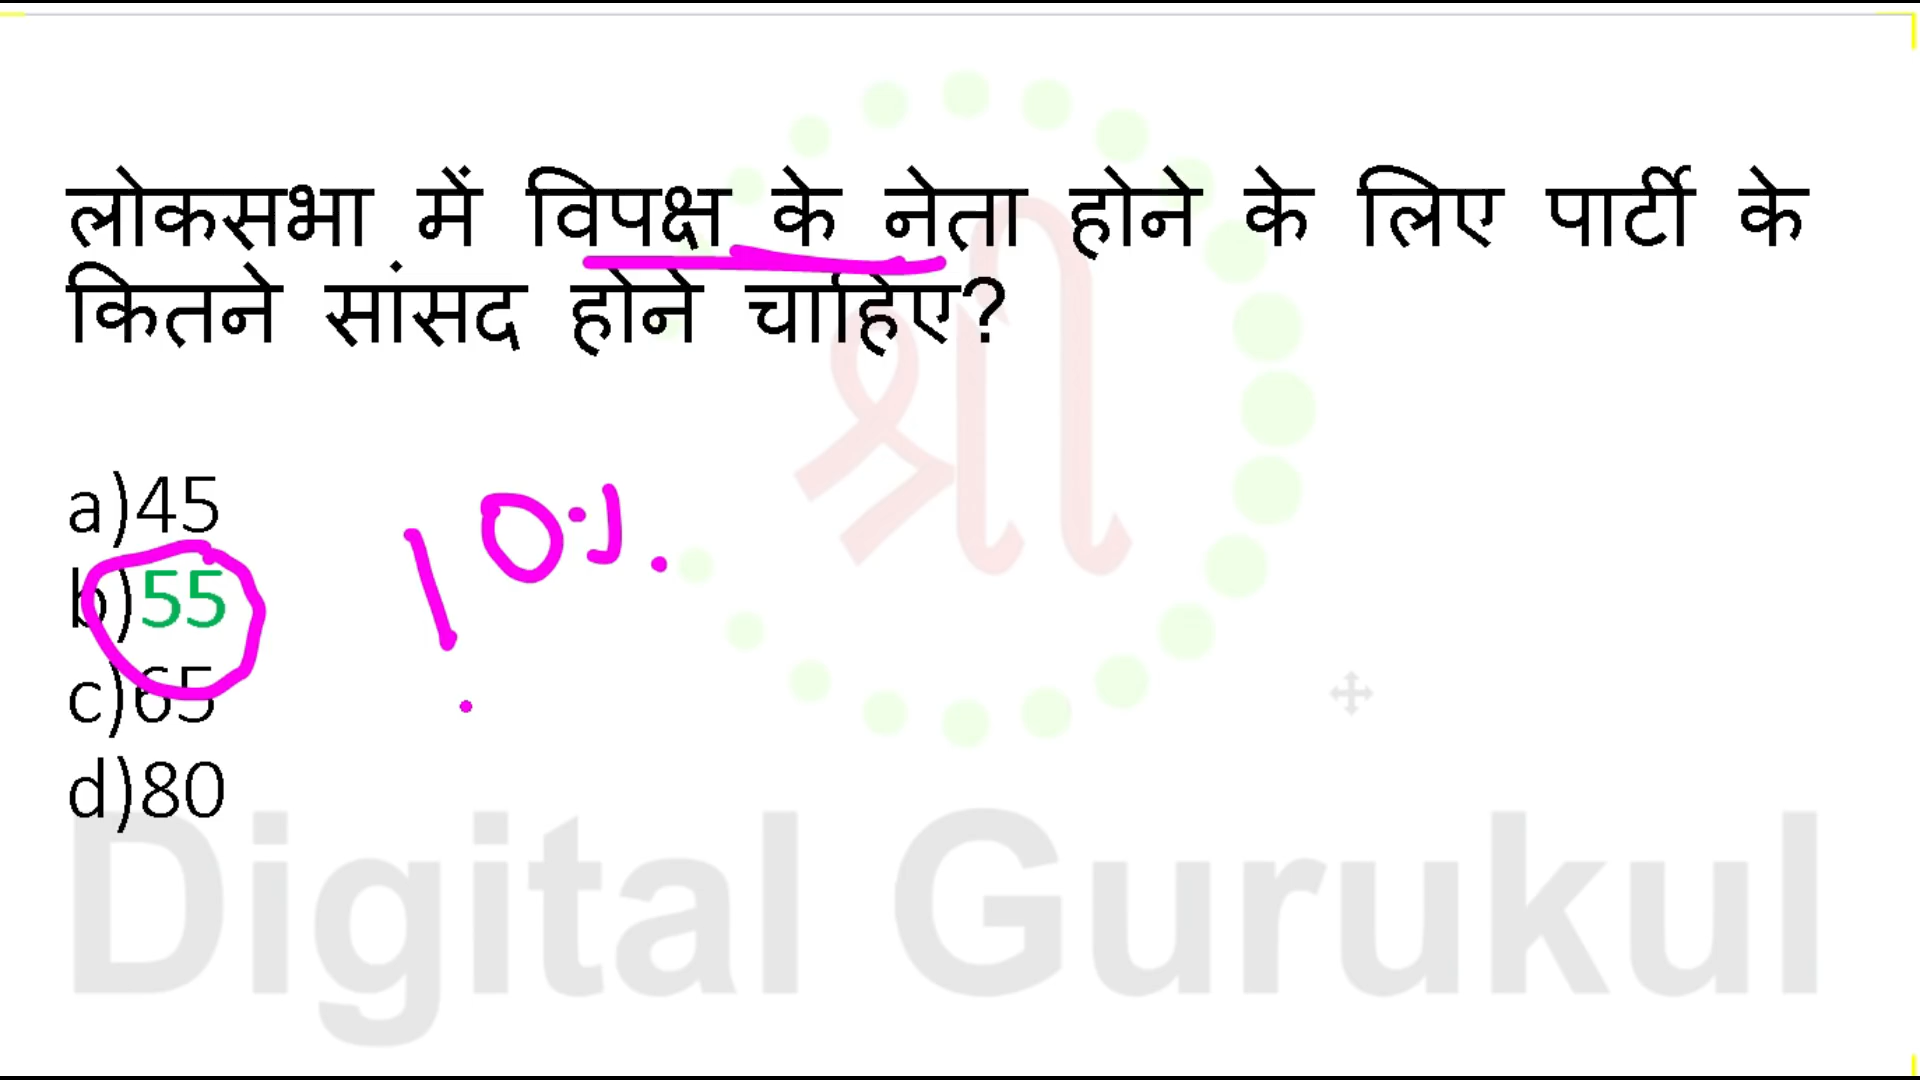 लोकसभा में विपक्ष के नेता होने के लिए पार्टी के
कितने सांसद होने चाहिए?
श्री
a)45
b)55
10%.
c)65
d)80
Digital Gurukul